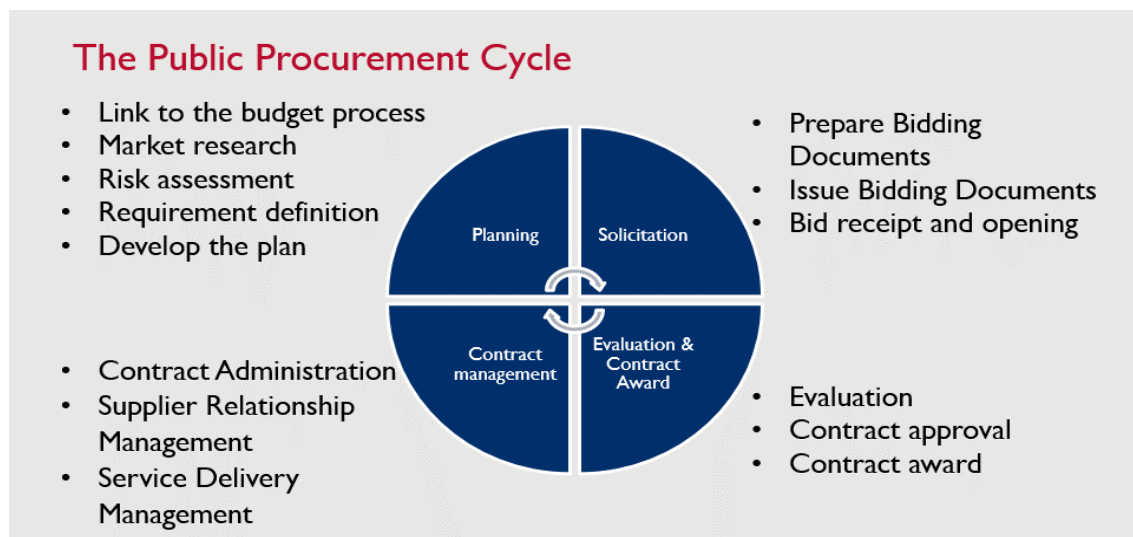 The Public Procurement Cycle
• Link to the budget process
• Market research
• Risk assessment
• Requirement definition
• Develop the plan
• Prepare Bidding
Documents
• Issue Bidding Documents
• Bid receipt and opening
Planning
Solicitation
Contract
management
Evaluation &
Contract
Award
• Contract Administration
• Supplier Relationship
Management
• Service Delivery
Management
• Evaluation
• Contract approval
• Contract award